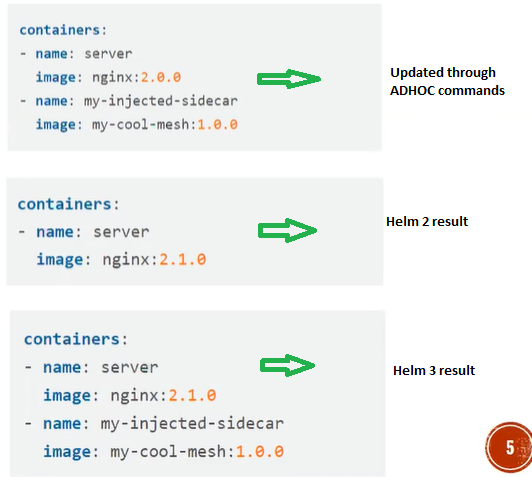 containers:
- name: server
image: nginx:2.0.0
- name: my-injected-sidecar
image: my-cool-mesh:1.0.0
Updated through
ADHOC commands
containers:
- name: server
image: nginx:2.1.0
Helm 2 result
containers:
- name: server
image: nginx:2.1.0
- name: my-injected-sidecar
image: my-cool-mesh:1.0.0
Helm 3 result
5